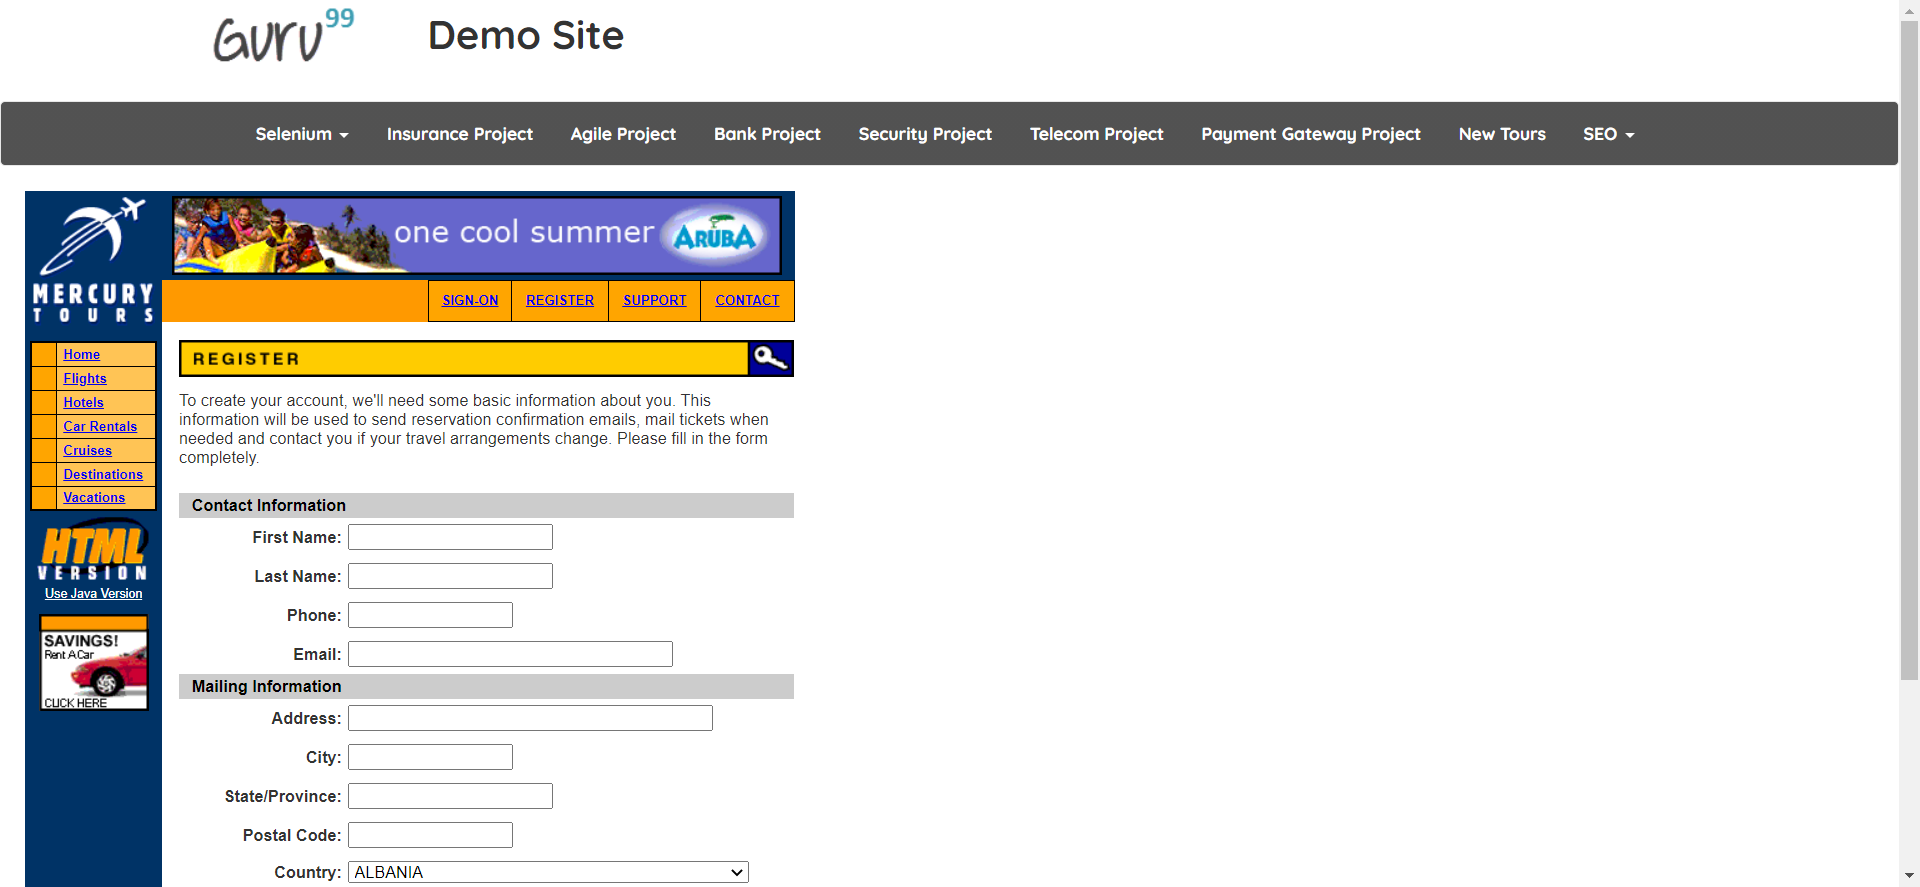 Guru99
Demo Site
Selenium
Insurance Project
Agile Project
Bank Project
Security Project
Telecom Project
Payment Gateway Project
New Tours
SEO
one cool summer
ARUBA
MERCURY
TOURS
SIGN-ON
REGISTER
SUPPORT
CONTACT
Home
Flights
Hotels
Car Rentals
Cruises
Destinations
Vacations
HTML
VERSION
Use Java Version
SAVINGS!
Rent A Car
CLICK HERE
REGISTER
To create your account, we'll need some basic information about you. This
information will be used to send reservation confirmation emails, mail tickets when
needed and contact you if your travel arrangements change. Please fill in the form
completely.
Contact Information
First Name:
Last Name:
Phone:
Email:
Mailing Information
Address:
City:
State/Province:
Postal Code:
Country: ALBANIA